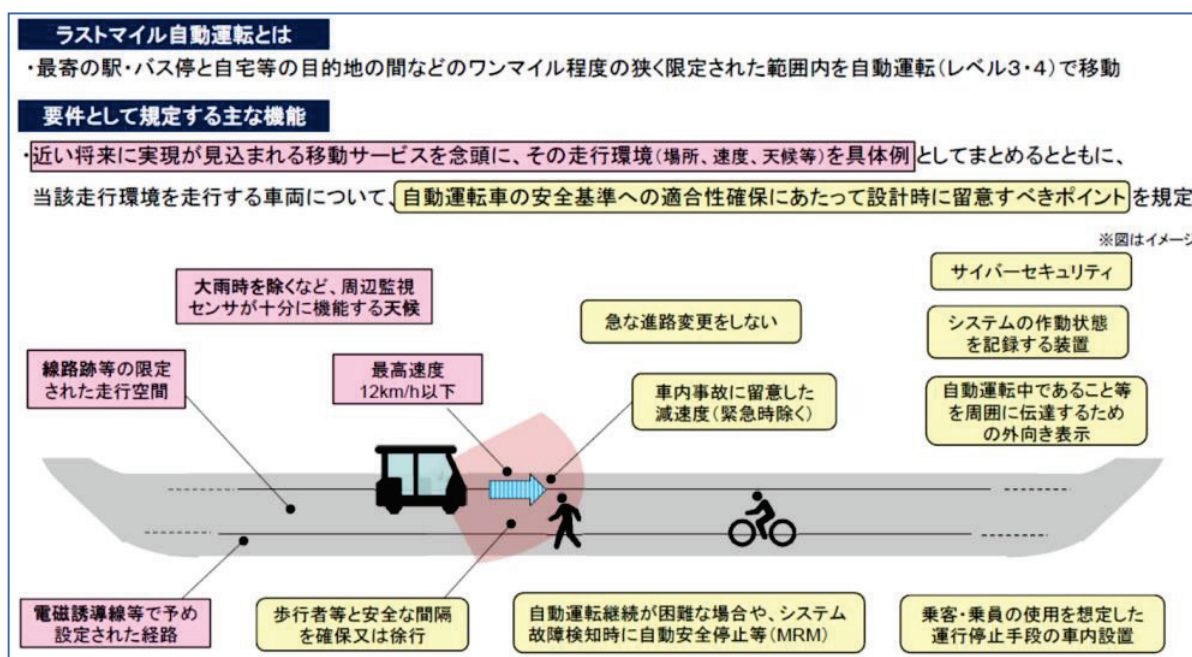 ラストマイル自動運転とは
・最寄の駅・バス停と自宅等の目的地の間などのワンマイル程度の狭く限定された範囲内を自動運転(レベル3・4)で移動
要件として規定する主な機能
・近い将来に実現が見込まれる移動サービスを念頭に、その走行環境(場所、速度、天候等)を具体例としてまとめるとともに、
当該走行環境を走行する車両について、自動運転車の安全基準への適合性確保にあたって設計時に留意すべきポイントを規定
※図はイメージ
大雨時を除くなど、周辺監視
センサが十分に機能する天候
線路跡等の限定
された走行空間
最高速度
12km/h以下
急な進路変更をしない
車内事故に留意した
減速度(緊急時除く)
サイバーセキュリティ
システムの作動状態
を記録する装置
自動運転中であること等
を周囲に伝達するため
の外向き表示
電磁誘導線等で予め
設定された経路
歩行者等と安全な間隔
を確保又は徐行
自動運転継続が困難な場合や、システム
故障検知時に自動安全停止等(MRM)
乗客・乗員の使用を想定した
運行停止手段の車内設置